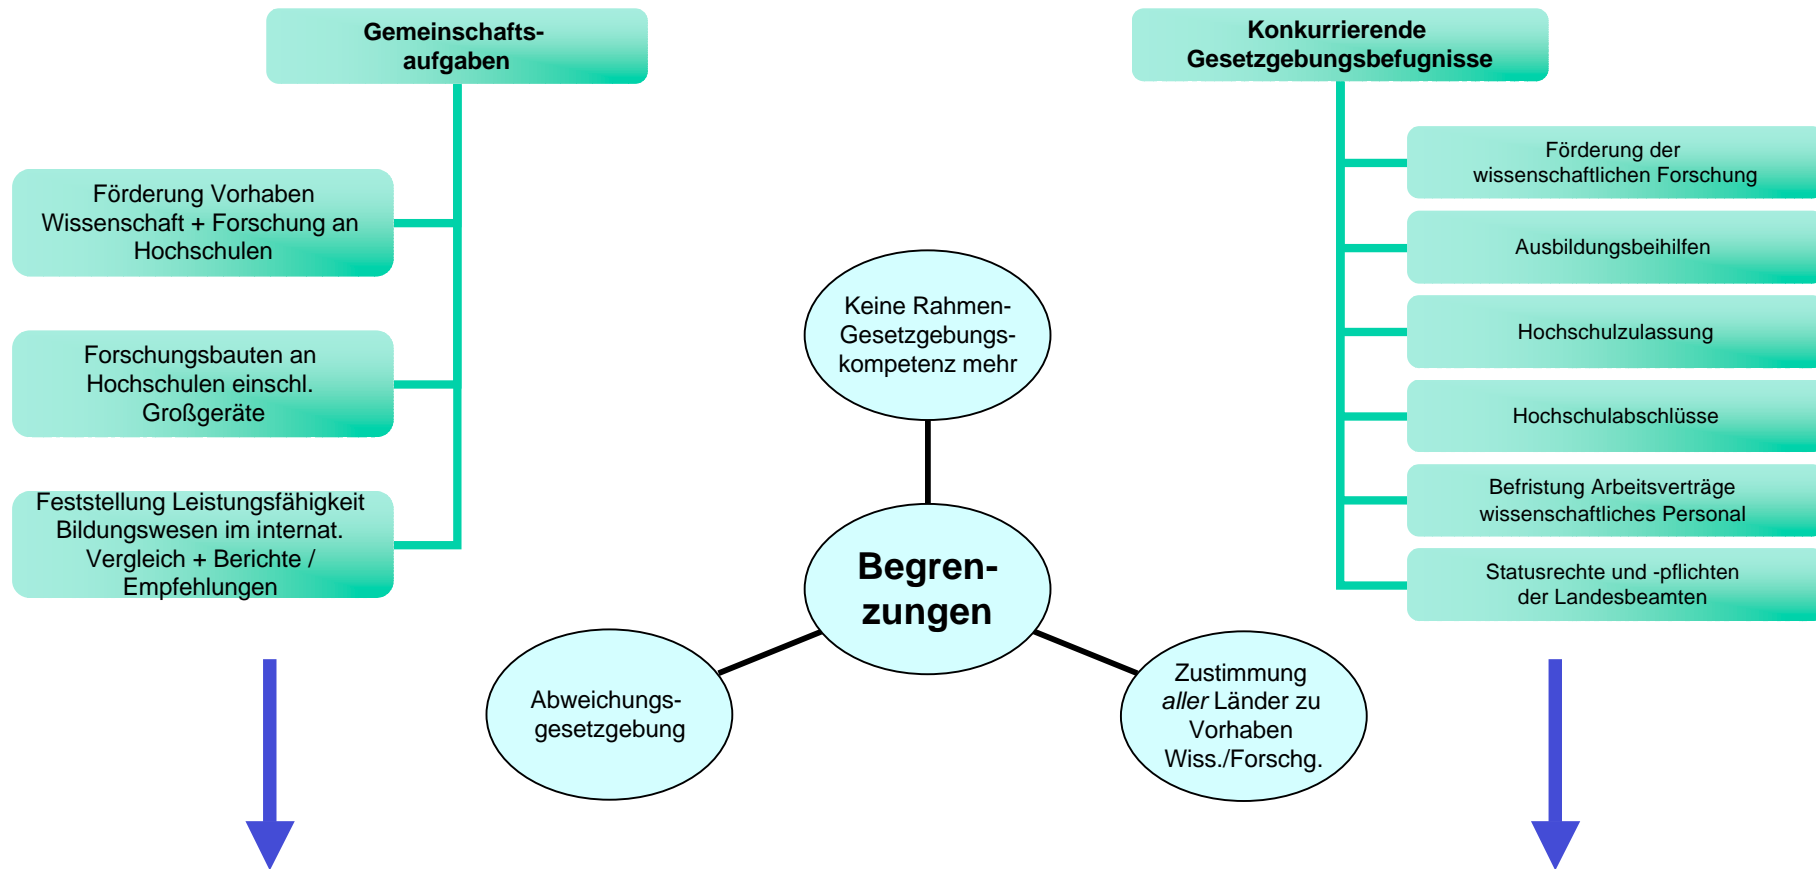 Gemeinschafts-
aufgaben
Förderung Vorhaben
Wissenschaft + Forschung an
Hochschulen
Forschungsbauten an
Hochschulen einschl.
Großgeräte
Feststellung Leistungsfähigkeit
Bildungswesen im internat.
Vergleich + Berichte /
Empfehlungen
Keine Rahmen-
Gesetzgebungs-
kompetenz mehr
Begren-
zungen
Abweichungs-
gesetzgebung
Zustimmung
aller Länder zu
Vorhaben
Wiss./Forschg.
Konkurrierende
Gesetzgebungsbefugnisse
Förderung der
wissenschaftlichen Forschung
Ausbildungsbeihilfen
Hochschulzulassung
Hochschulabschlüsse
Befristung Arbeitsverträge
wissenschaftliches Personal
Statusrechte und -pflichten
der Landesbeamten